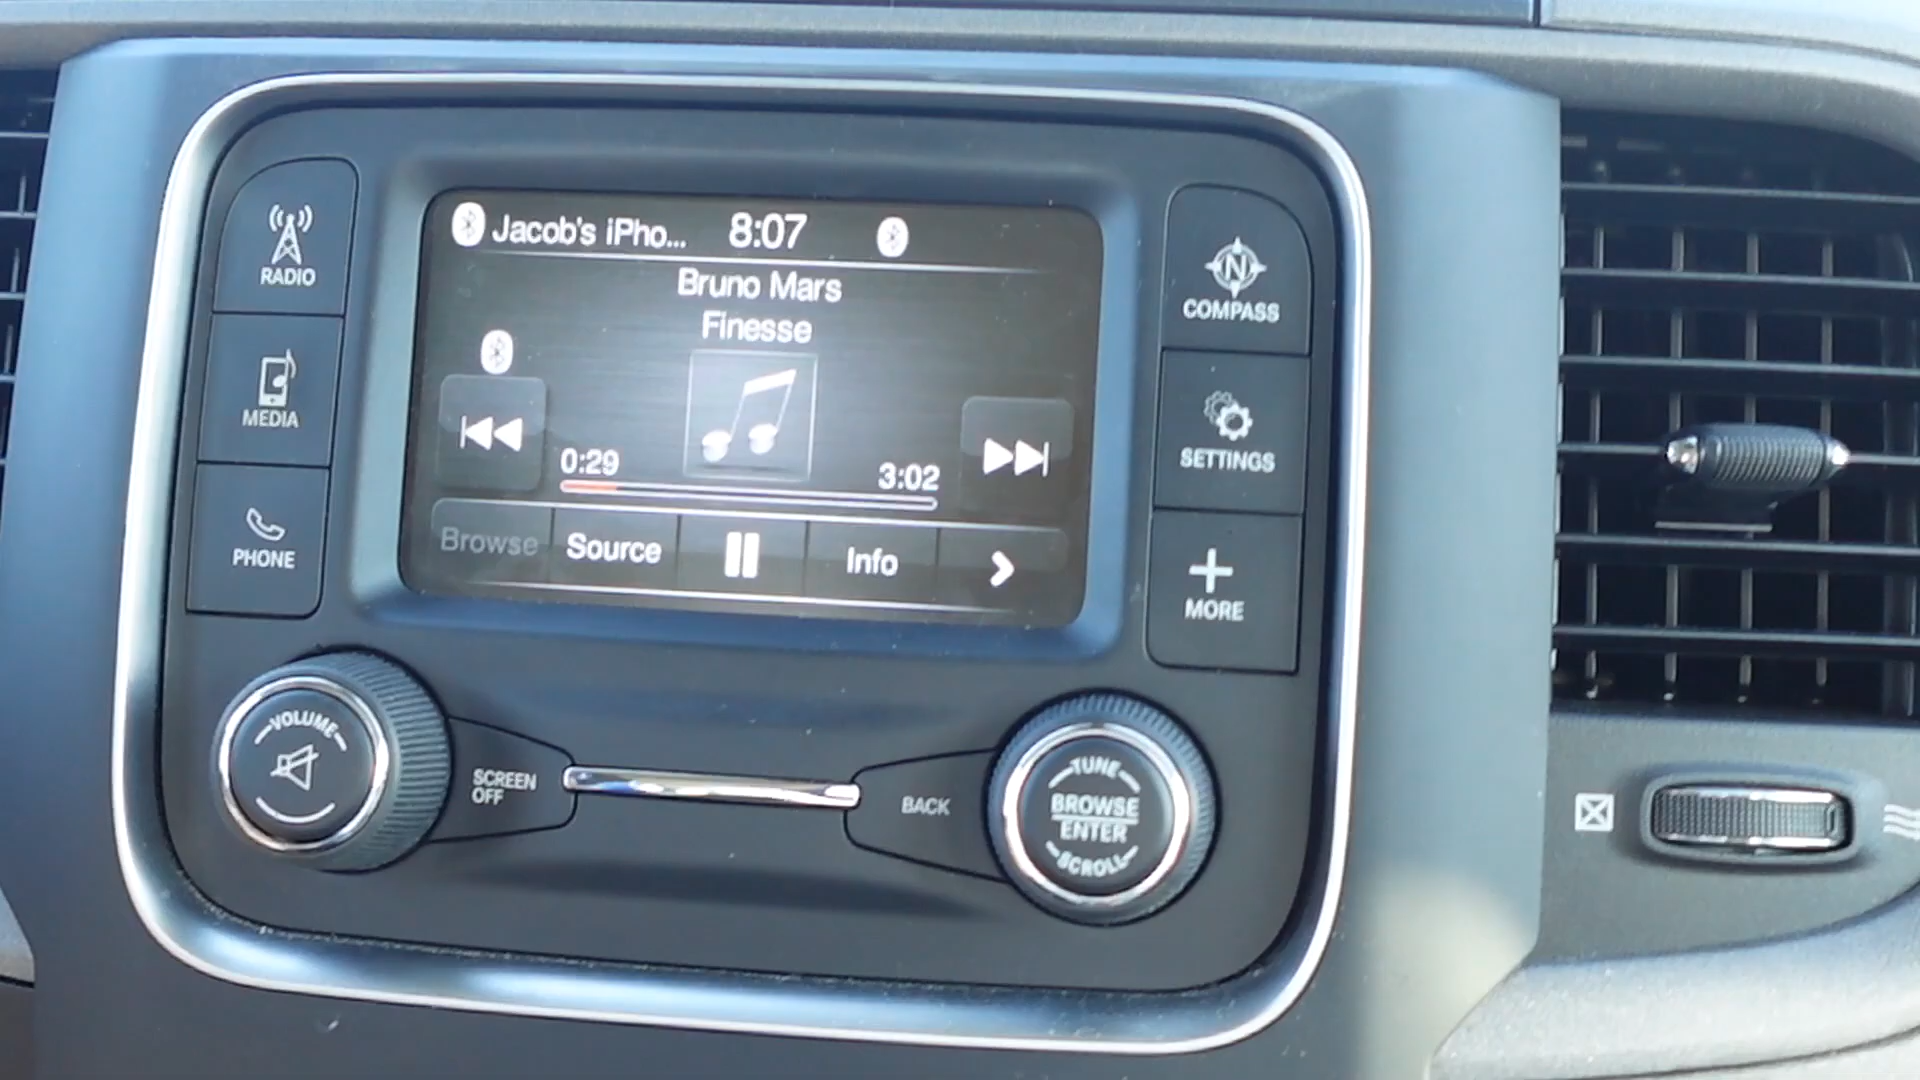 Jacob's iPho... 8:07
Bruno Mars
Finesse
0:29 3:02
Browse Source Info
RADIO
MEDIA
PHONE
N
COMPASS
SETTINGS
MORE
VOLUME
SCREEN
OFF
BACK
TUNE
BROWSE
ENTER
SCROLL